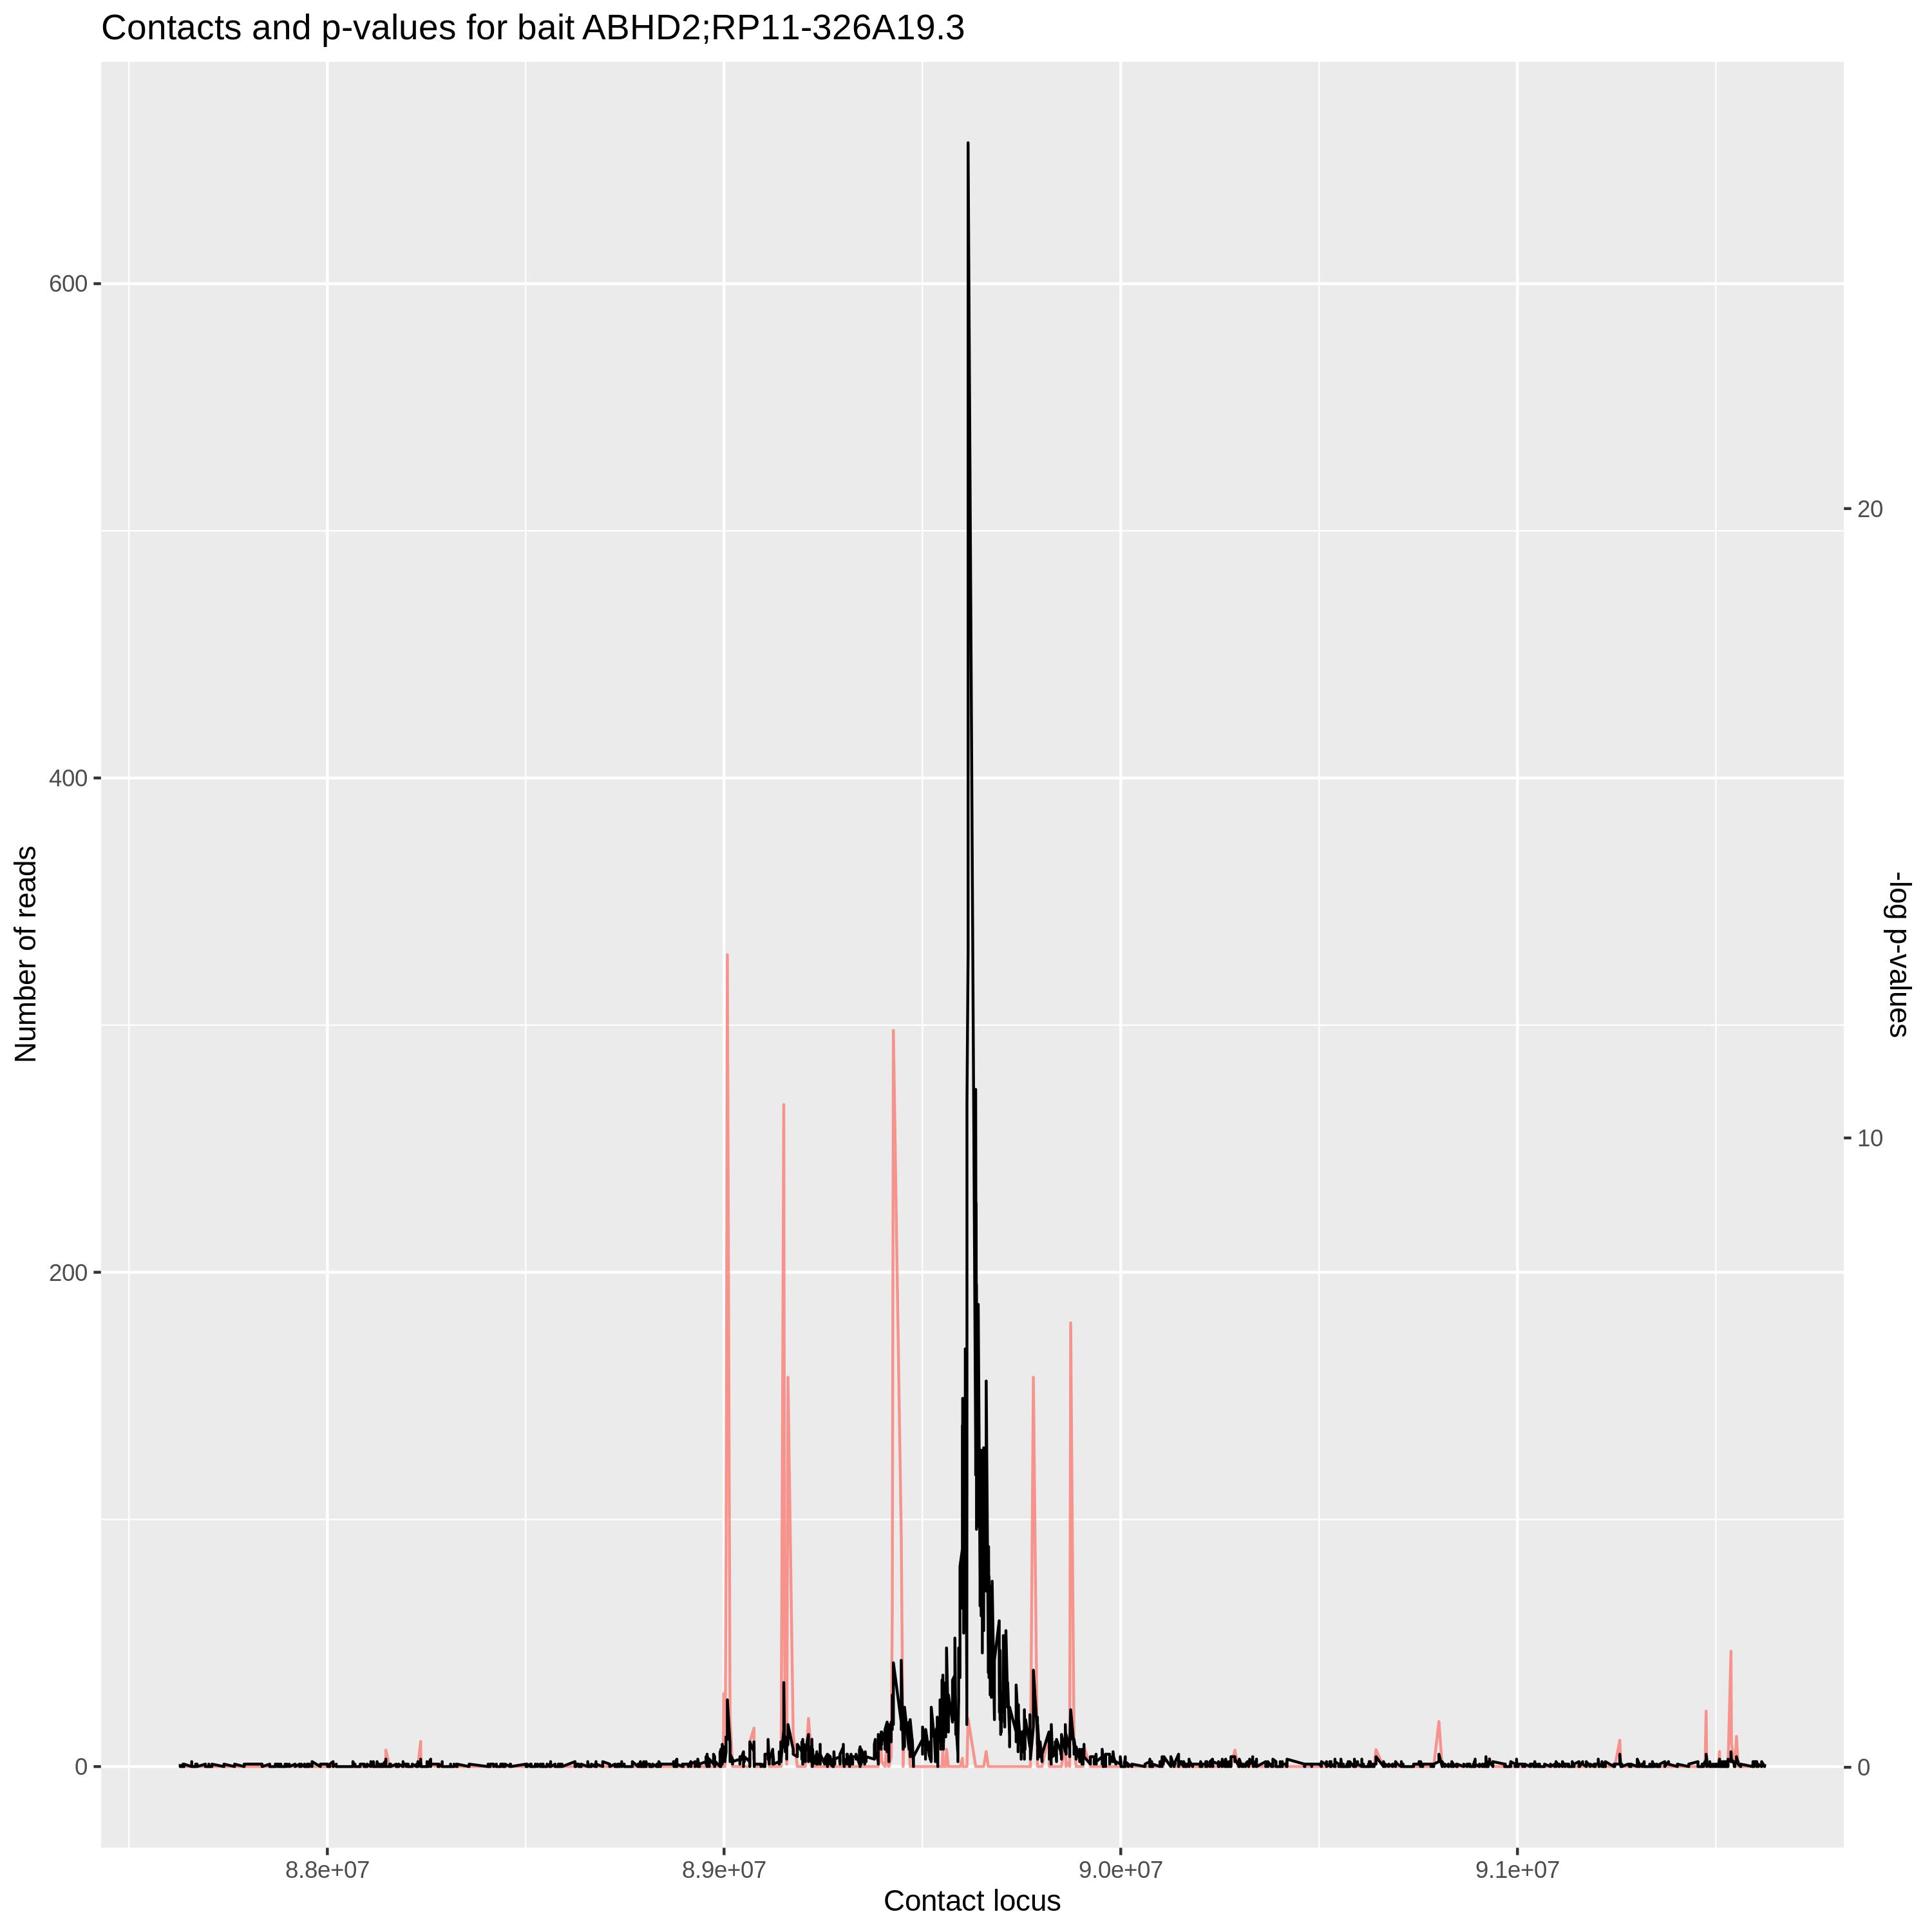 Contacts and p-values for bait ABHD2;RP11-326A19.3
600
400
200
0
Number of reads
20
10
0
-log p-values
8.8e+07
8.9e+07
9.0e+07
9.1e+07
Contact locus